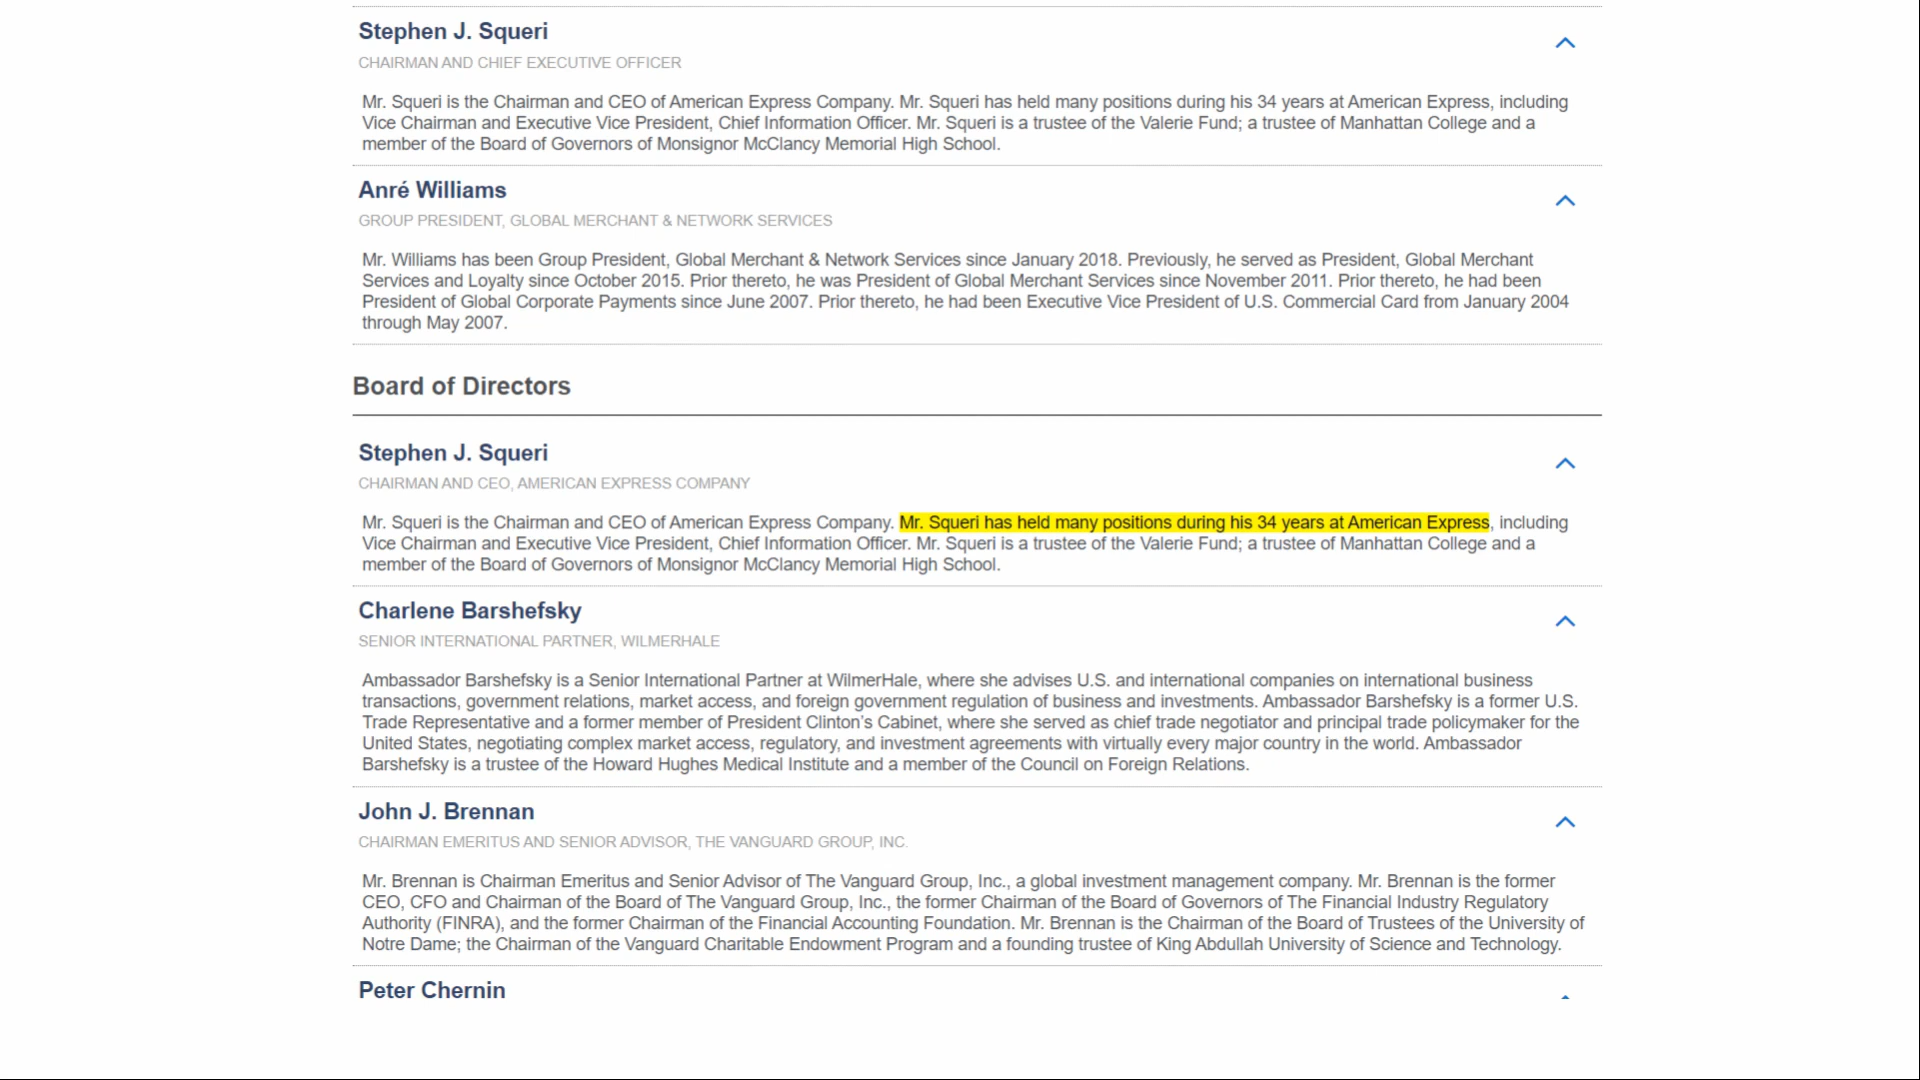 Stephen J. Squeri
CHAIRMAN AND CHIEF EXECUTIVE OFFICER
Mr. Squeri is the Chairman and CEO of American Express Company. Mr. Squeri has held many positions during his 34 years at American Express, including
Vice Chairman and Executive Vice President, Chief Information Officer. Mr. Squeri is a trustee of the Valerie Fund; a trustee of Manhattan College and a
member of the Board of Governors of Monsignor McClancy Memorial High School.
Anré Williams
GROUP PRESIDENT, GLOBAL MERCHANT & NETWORK SERVICES
Mr. Williams has been Group President, Global Merchant & Network Services since January 2018. Previously, he served as President, Global Merchant
Services and Loyalty since October 2015. Prior thereto, he was President of Global Merchant Services since November 2011. Prior thereto, he had been
President of Global Corporate Payments since June 2007. Prior thereto, he had been Executive Vice President of U.S. Commercial Card from January 2004
through May 2007.
Board of Directors
Stephen J. Squeri
CHAIRMAN AND CEO, AMERICAN EXPRESS COMPANY
Mr. Squeri is the Chairman and CEO of American Express Company. Mr. Squeri has held many positions during his 34 years at American Express, including
Vice Chairman and Executive Vice President, Chief Information Officer. Mr. Squeri is a trustee of the Valerie Fund; a trustee of Manhattan College and a
member of the Board of Governors of Monsignor McClancy Memorial High School.
Charlene Barshefsky
SENIOR INTERNATIONAL PARTNER, WILMERHALE
Ambassador Barshefsky is a Senior International Partner at WilmerHale, where she advises U.S. and international companies on international business
transactions, government relations, market access, and foreign government regulation of business and investments. Ambassador Barshefsky is a former U.S.
Trade Representative and a former member of President Clinton’s Cabinet, where she served as chief trade negotiator and principal trade policymaker for the
United States, negotiating complex market access, regulatory, and investment agreements with virtually every major country in the world. Ambassador
Barshefsky is a trustee of the Howard Hughes Medical Institute and a member of the Council on Foreign Relations.
John J. Brennan
CHAIRMAN EMERITUS AND SENIOR ADVISOR, THE VANGUARD GROUP, INC.
Mr. Brennan is Chairman Emeritus and Senior Advisor of The Vanguard Group, Inc., a global investment management company. Mr. Brennan is the former
CEO, CFO and Chairman of the Board of The Vanguard Group, Inc., the former Chairman of the Board of Governors of The Financial Industry Regulatory
Authority (FINRA), and the former Chairman of the Financial Accounting Foundation. Mr. Brennan is the Chairman of the Board of Trustees of the University of
Notre Dame; the Chairman of the Vanguard Charitable Endowment Program and a founding trustee of King Abdullah University of Science and Technology.
Peter Chernin